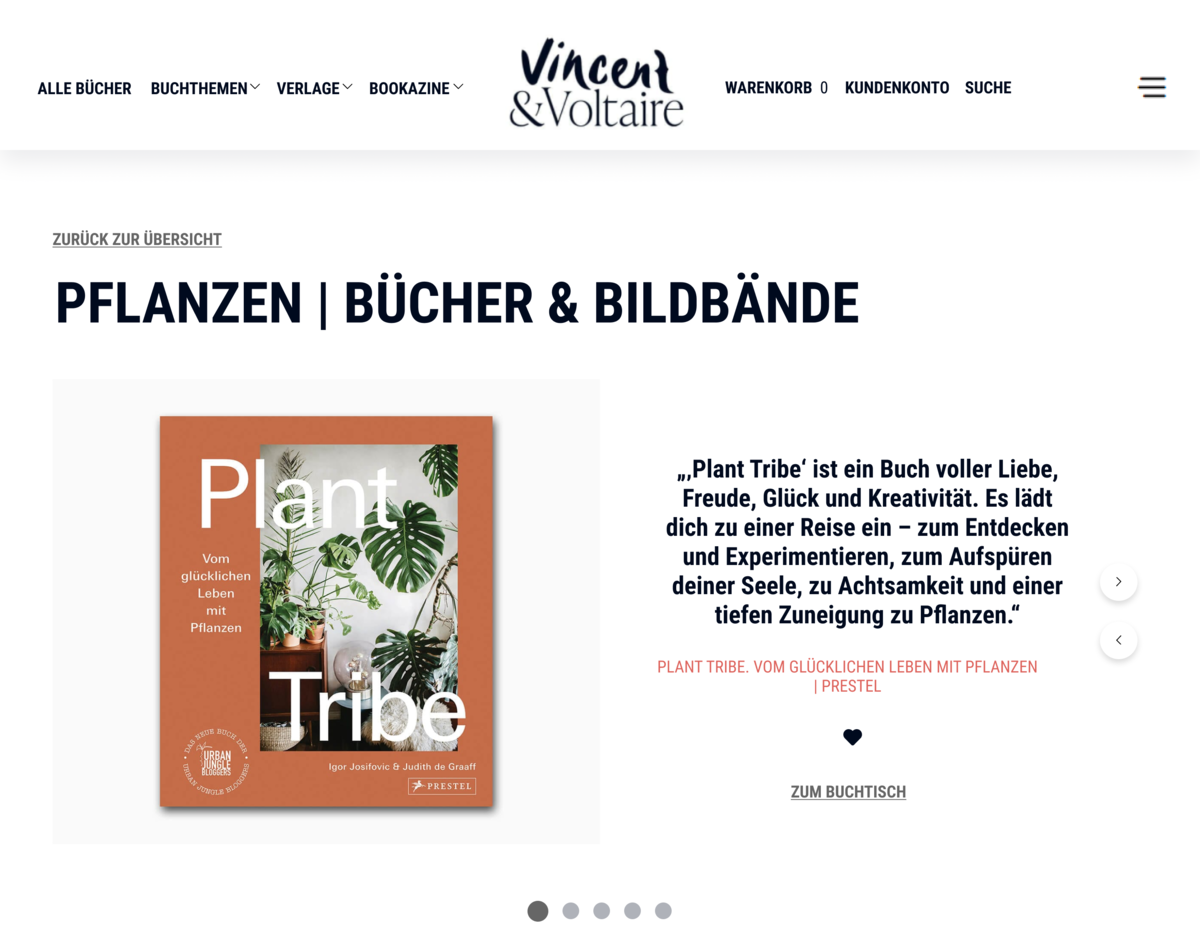 ALLE BÜCHER BUCHTHEMEN VERLAGE BOOKAZINE
Vincent
&Voltaire
WARENKORB 0 KUNDENKONTO SUCHE
ZURÜCK ZUR ÜBERSICHT
PFLANZEN | BÜCHER & BILDBÄNDE
Plant
Vom
glücklichen
Leben
mit
Pflanzen
Tribe
DAS NEUE BUCH DER
URBAN
JUNGLE
BLOGGERS
URBAN JUNGLE BLOGGERS
Igor Josifovic & Judith de Graaff
PRESTEL
„‚Plant Tribe‘ ist ein Buch voller Liebe,
Freude, Glück und Kreativität. Es lädt
dich zu einer Reise ein – zum Entdecken
und Experimentieren, zum Aufspüren
deiner Seele, zu Achtsamkeit und einer
tiefen Zuneigung zu Pflanzen.“
PLANT TRIBE. VOM GLÜCKLICHEN LEBEN MIT PFLANZEN
| PRESTEL
ZUM BUCHTISCH